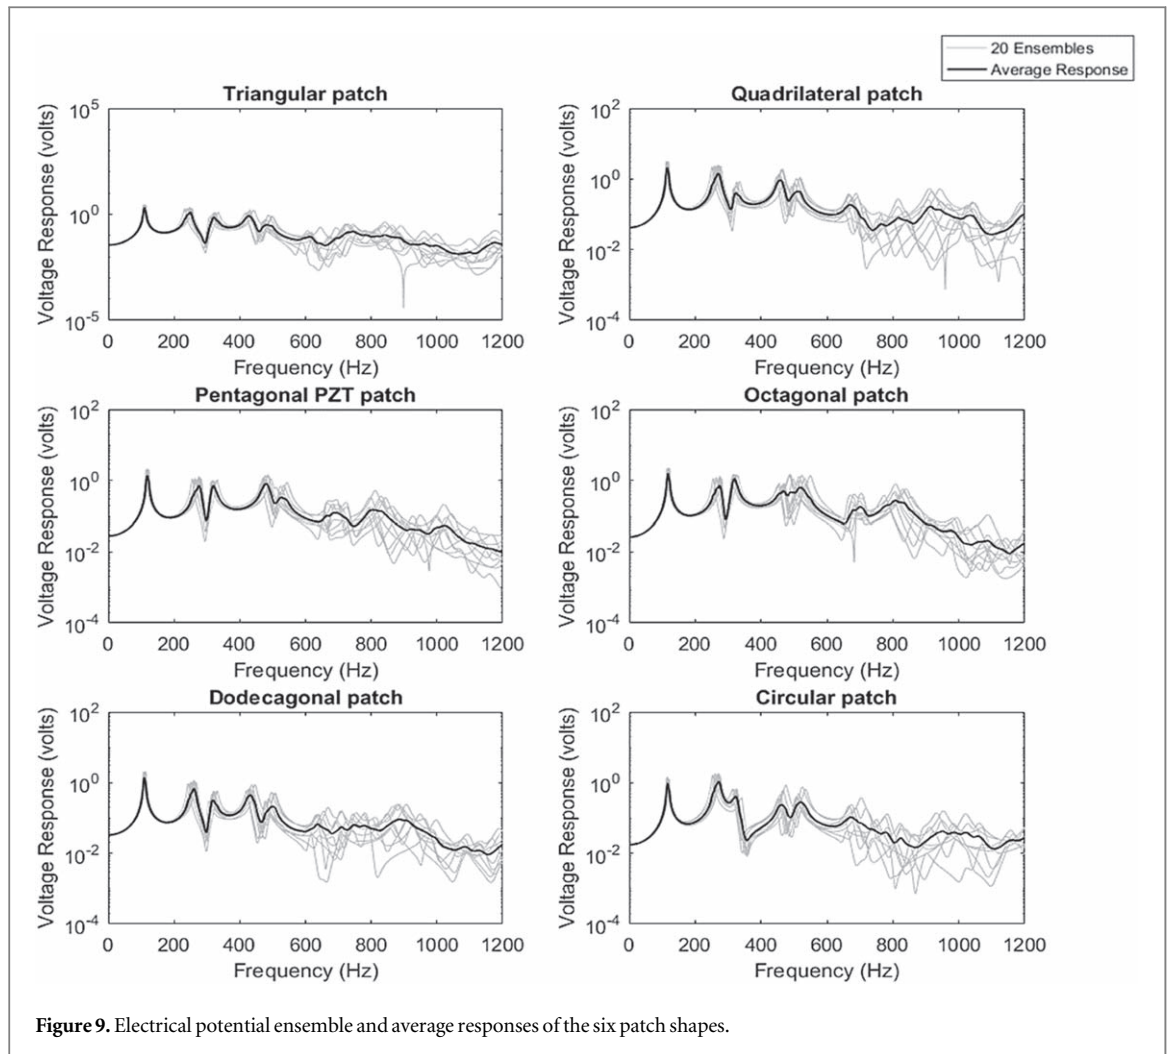 20 Ensembles
Average Response
Triangular patch
Voltage Response (volts)
10^5
10^0
10^-5
0 200 400 600 800 1000 1200
Frequency (Hz)
Quadrilateral patch
Voltage Response (volts)
10^2
10^0
10^-2
10^-4
0 200 400 600 800 1000 1200
Frequency (Hz)
Pentagonal PZT patch
Voltage Response (volts)
10^2
10^0
10^-2
10^-4
0 200 400 600 800 1000 1200
Frequency (Hz)
Octagonal patch
Voltage Response (volts)
10^2
10^0
10^-2
10^-4
0 200 400 600 800 1000 1200
Frequency (Hz)
Dodecagonal patch
Voltage Response (volts)
10^2
10^0
10^-2
10^-4
0 200 400 600 800 1000 1200
Frequency (Hz)
Circular patch
Voltage Response (volts)
10^2
10^0
10^-2
10^-4
0 200 400 600 800 1000 1200
Frequency (Hz)
Figure 9. Electrical potential ensemble and average responses of the six patch shapes.